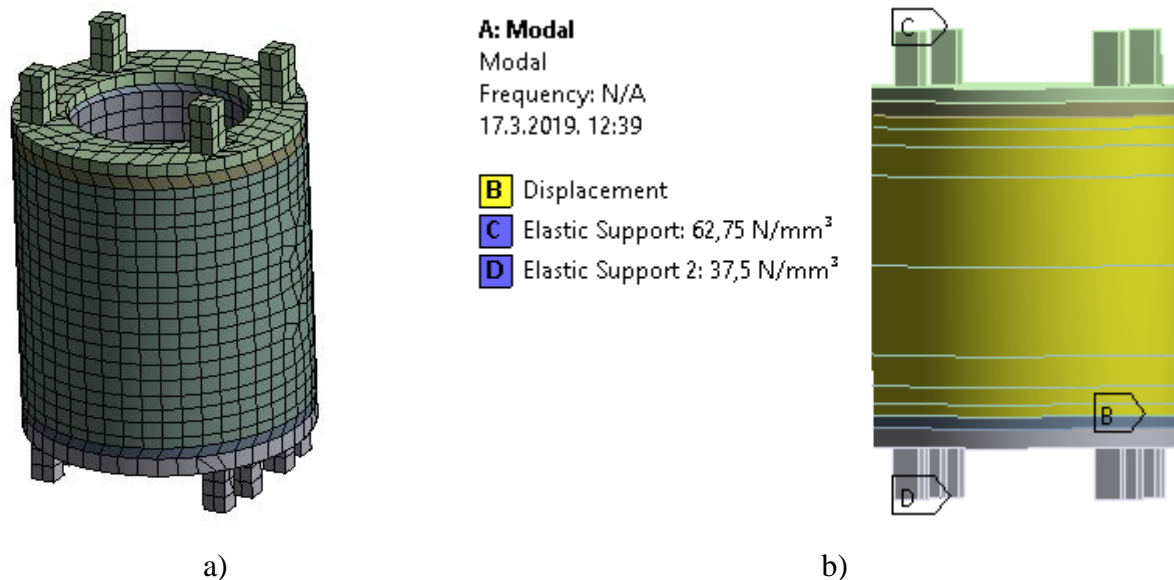 A: Modal
Modal
Frequency: N/A
17.3.2019. 12:39
B Displacement
C Elastic Support: 62,75 N/mm³
D Elastic Support 2: 37,5 N/mm³
C
B
D
a)
b)